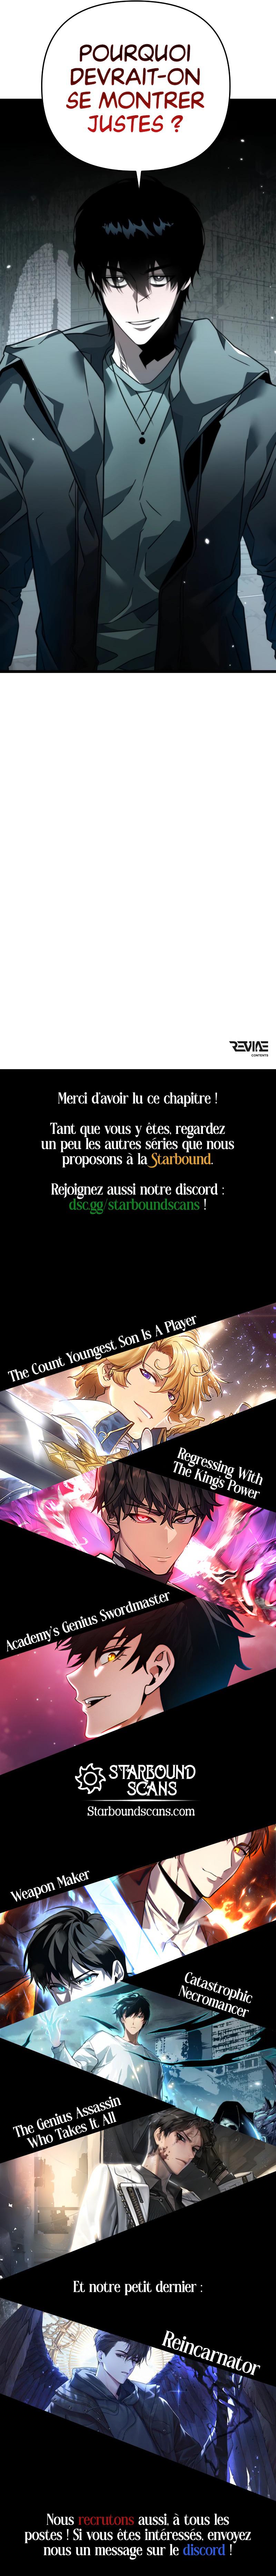 POURQUOI
DEVRAIT-ON
SE MONTRER
JUSTES ?
REVIAE
CONTENTS
Merci d'avoir lu ce chapitre !
Tant que vous y êtes, regardez
un peu les autres séries que nous
proposons à la Starbound.
Rejoignez aussi notre discord :
dsc.gg/starboundscans !
The Count Youngest Son Is A Player
Regressing With
The King's Power
Academy's Genius Swordmaster
STARBOUND
SCANS
Starboundscans.com
Weapon Maker
Catastrophic
Necromancer
The Genius Assassin
Who Takes It All
Et notre petit dernier :
Reincarnator
Nous recrutons aussi, à tous les
postes ! Si vous êtes intéressés, envoyez
nous un message sur le discord !